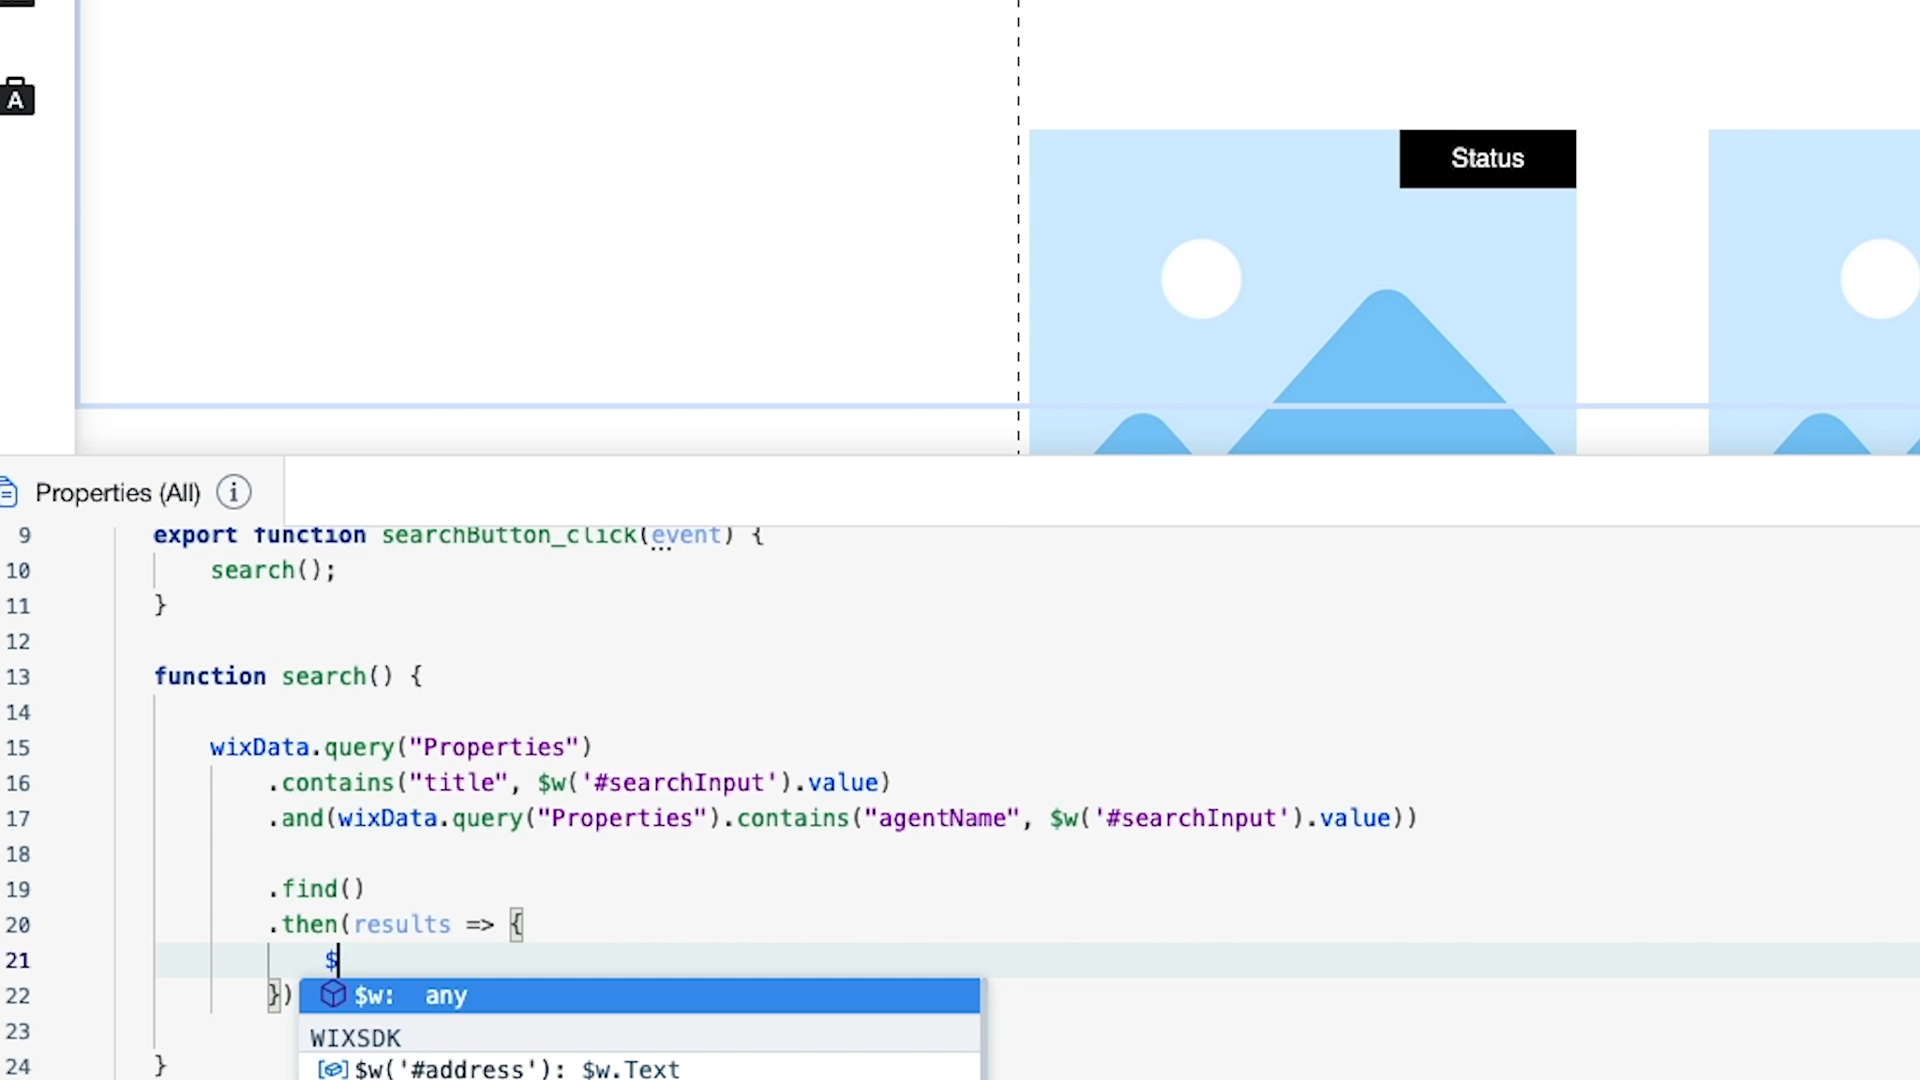 A
Status
Properties (All) i
9 export function searchButton_click(event) {
10 search();
11 }
12
13 function search() {
14
15 wixData.query("Properties")
16 .contains("title", $w('#searchInput').value)
17 .and(wixData.query("Properties").contains("agentName", $w('#searchInput').value))
18
19 .find()
20 .then(results => {
21 $
22 })
$w: any
23
WIXSDK
24 }
$w('#address'): $w.Text